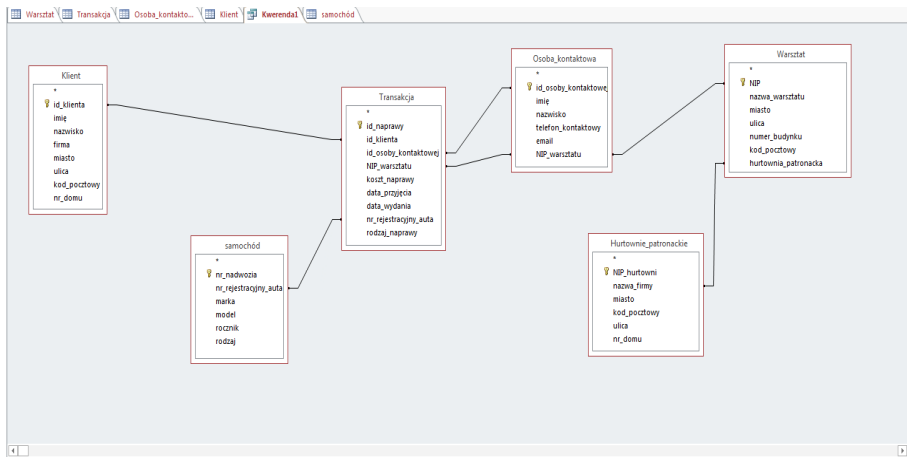 Warsztat Transakcja Osoba_kontakto... Klient Kwerenda1 samochód
Klient
*
id_klienta
imię
nazwisko
firma
miasto
ulica
kod_pocztowy
nr_domu
samochód
*
nr_nadwozia
nr_rejestracyjny_auta
marka
model
rocznik
rodzaj
Transakcja
*
id_naprawy
id_klienta
id_osoby_kontaktowej
NIP_warsztatu
koszt_naprawy
data_przyjęcia
data_wydania
nr_rejestracyjny_auta
rodzaj_naprawy
Osoba_kontaktowa
*
id_osoby_kontaktowej
imię
nazwisko
telefon_kontaktowy
email
NIP_warsztatu
Hurtownie_patronackie
*
NIP_hurtowni
nazwa_firmy
miasto
kod_pocztowy
ulica
nr_domu
Warsztat
*
NIP
nazwa_warsztatu
miasto
ulica
numer_budynku
kod_pocztowy
hurtownia_patronacka